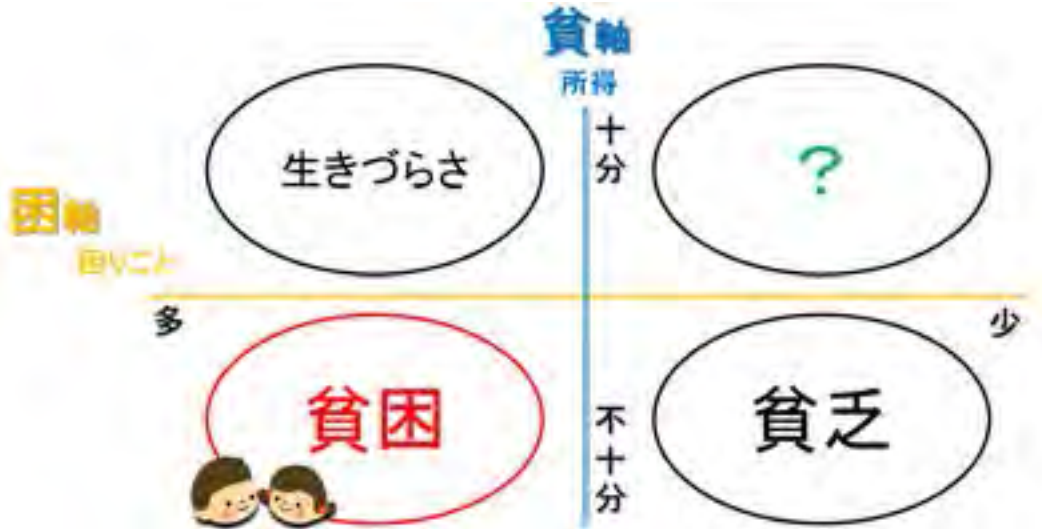 貧軸
所得
十分
生きづらさ
?
困軸
困りごと
多
少
貧困
不十分
貧乏